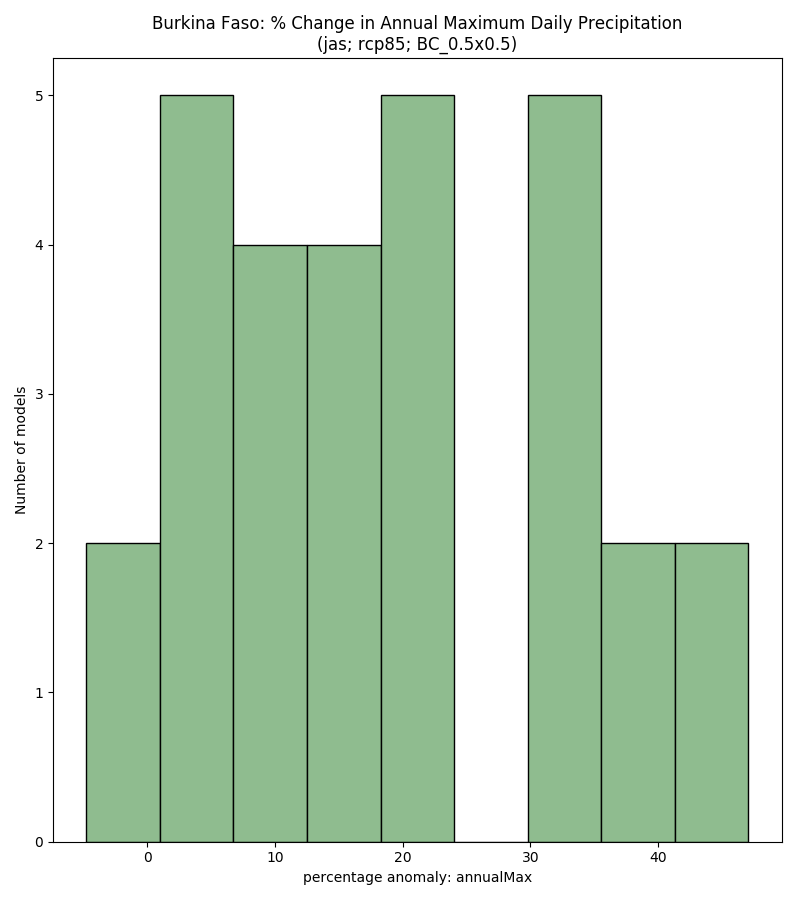 Burkina Faso: % Change in Annual Maximum Daily Precipitation
(jas; rcp85; BC_0.5x0.5)
5
4
3
2
1
0
Number of models
0 10 20 30 40
percentage anomaly: annualMax